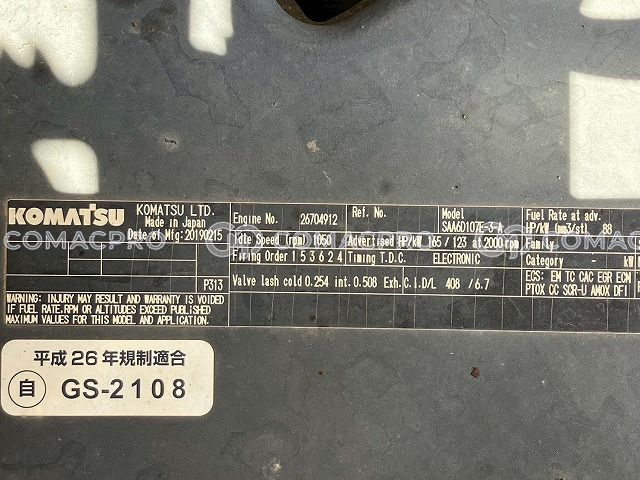 KOMATSU
KOMATSU LTD.
Made in Japan
Date of Mfg: 20190215
P313
WARNING: INJURY MAY RESULT AND WARRANTY IS VOIDED
IF FUEL RATE.RPM OR ALTITUDES EXCEED PUBLISHED
MAXIMUM VALUES FOR THIS MODEL AND APPLICATION.
Engine No. 26704912
Ref. No.
Model
SAA6D107E-3-A
Fuel Rate at adv.
HP/kW (mm3/st) 88
Idle Speed (rpm) 1050
Advertised HP/kW 165 / 123 at 2000 rpm
Family
Firing Order 1 5 3 6 2 4
Timing T.D.C. ELECTRONIC
Category - kW
Valve lash cold 0.254 int. 0.508 Exh.
C.I.D/L 408 / 6.7
ECS: EM TC CAC EGR ECM
PTOX CC SCR-U AMOX DFI
平成26年規制適合
自 GS-2108
COMACPRO COMACPRO COMACPRO